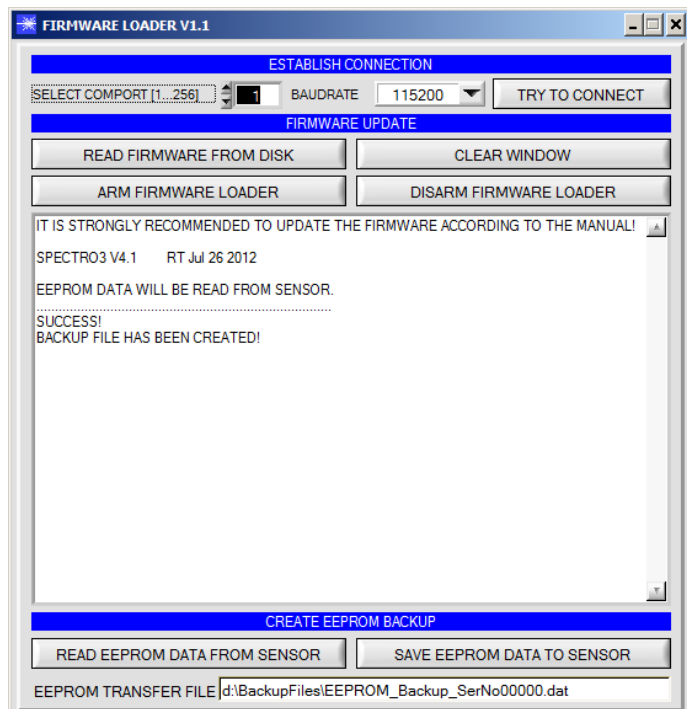 FIRMWARE LOADER V1.1
ESTABLISH CONNECTION
SELECT COMPORT [1...256] 1 BAUDRATE 115200 TRY TO CONNECT
FIRMWARE UPDATE
READ FIRMWARE FROM DISK CLEAR WINDOW
ARM FIRMWARE LOADER DISARM FIRMWARE LOADER
IT IS STRONGLY RECOMMENDED TO UPDATE THE FIRMWARE ACCORDING TO THE MANUAL!
SPECTRO3 V4.1 RT Jul 26 2012
EEPROM DATA WILL BE READ FROM SENSOR.
..........................................................................
SUCCESS!
BACKUP FILE HAS BEEN CREATED!
CREATE EEPROM BACKUP
READ EEPROM DATA FROM SENSOR SAVE EEPROM DATA TO SENSOR
EEPROM TRANSFER FILE d:\BackupFiles\EEPROM_Backup_SerNo00000.dat